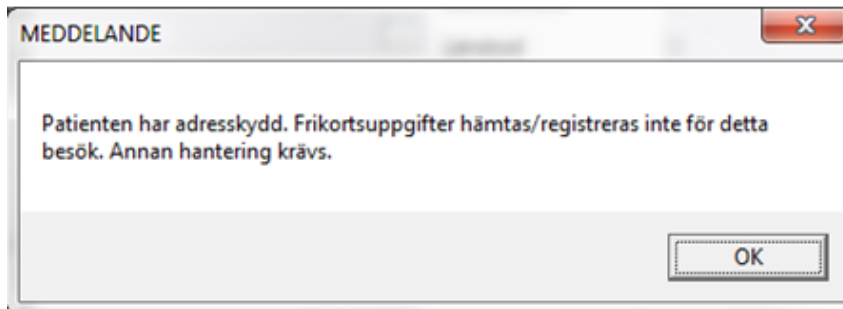 MEDDELANDE
Patienten har adresskydd. Frikortsuppgifter hämtas/registreras inte för detta
besök. Annan hantering krävs.
OK